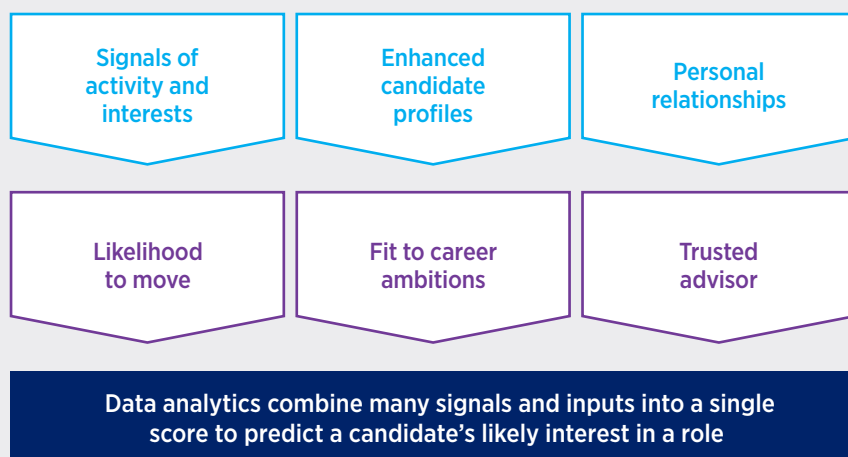 Signals of
activity and
interests
Enhanced
candidate
profiles
Personal
relationships
Likelihood
to move
Fit to career
ambitions
Trusted
advisor
Data analytics combine many signals and inputs into a single
score to predict a candidate’s likely interest in a role